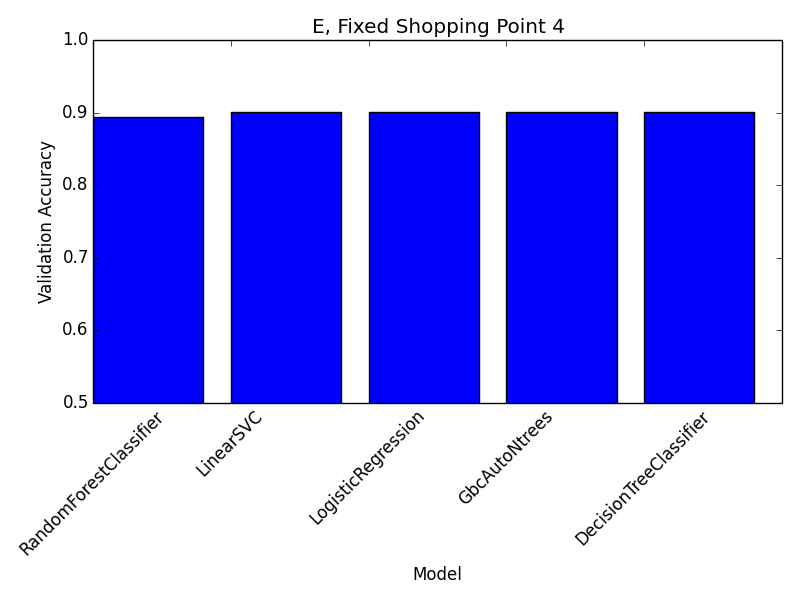 E, Fixed Shopping Point 4
1.0
0.9
0.8
0.7
0.6
0.5
Validation Accuracy
RandomForestClassifier
LinearSVC
LogisticRegression
GbcAutoNtrees
DecisionTreeClassifier
Model